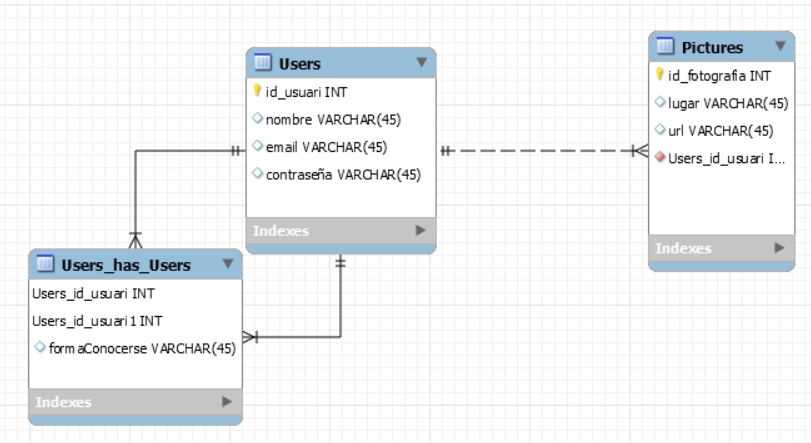 Users
id_usuari INT
nombre VARCHAR(45)
email VARCHAR(45)
contraseña VARCHAR(45)
Indexes
Pictures
id_fotografia INT
lugar VARCHAR(45)
url VARCHAR(45)
Users_id_usuari I...
Indexes
Users_has_Users
Users_id_usuari INT
Users_id_usuari1 INT
formaConocerse VARCHAR(45)
Indexes